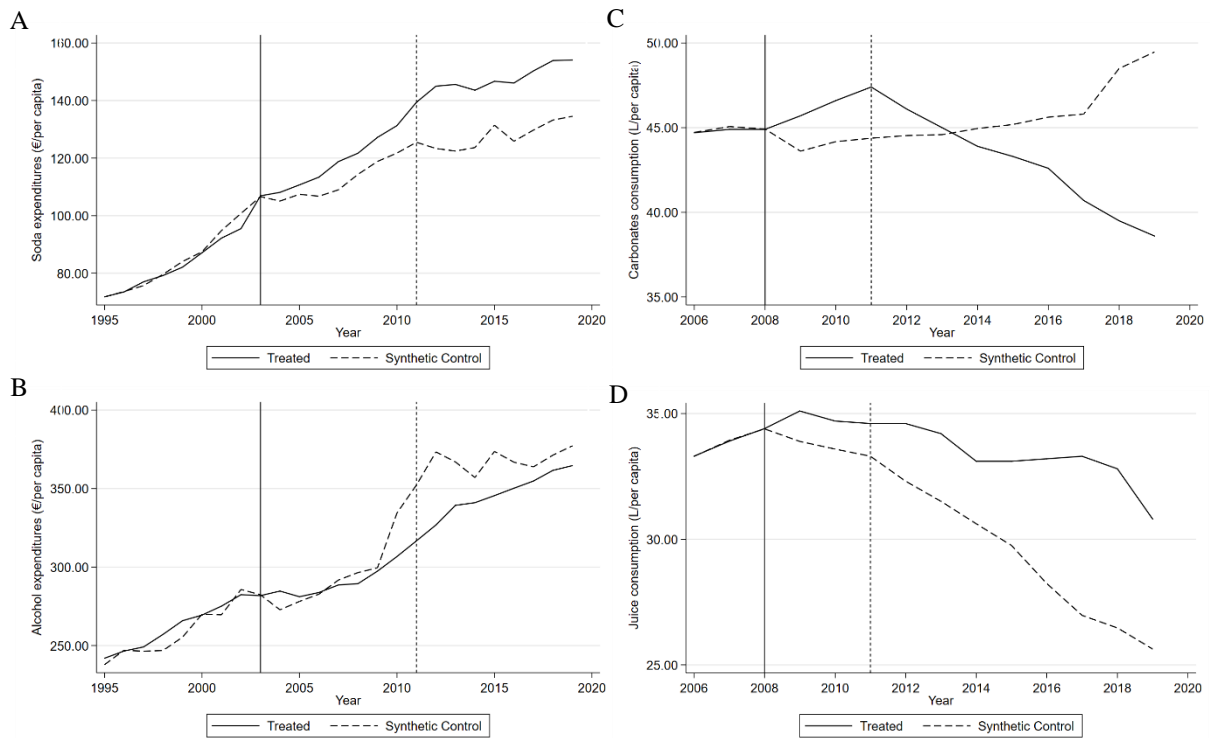 A
Soda expenditures (€/per capita)
160.00
140.00
120.00
100.00
80.00
1995 2000 2005 2010 2015 2020
Year
Treated Synthetic Control
B
Alcohol expenditures (€/per capita)
400.00
350.00
300.00
250.00
1995 2000 2005 2010 2015 2020
Year
Treated Synthetic Control
C
Carbonates consumption (L/per capita)
50.00
45.00
40.00
35.00
2006 2008 2010 2012 2014 2016 2018 2020
Year
Treated Synthetic Control
D
Juice consumption (L/per capita)
35.00
30.00
25.00
2006 2008 2010 2012 2014 2016 2018 2020
Year
Treated Synthetic Control